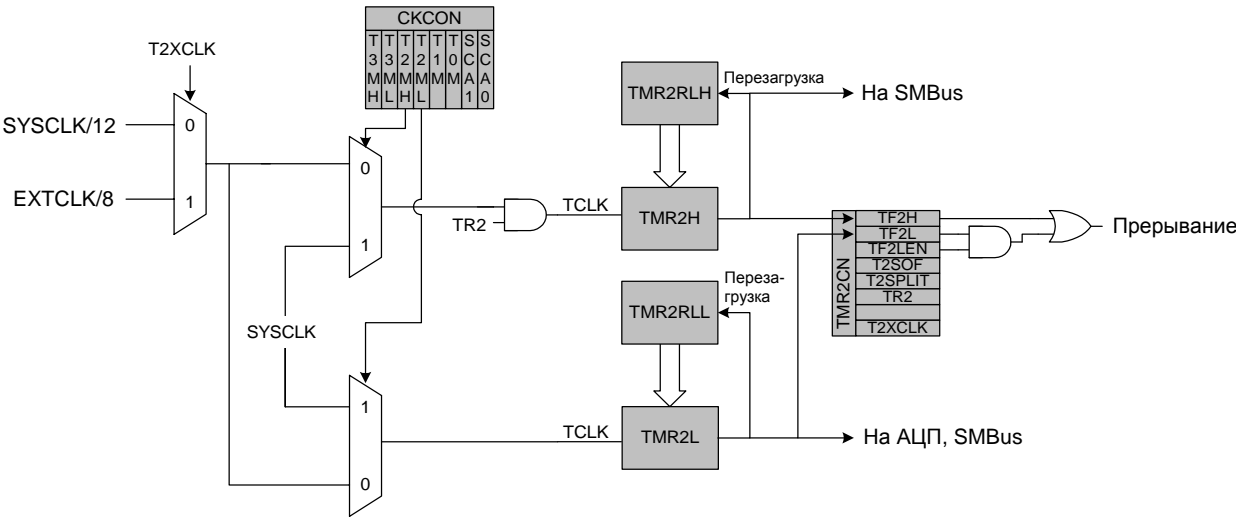 CKCON
T3MH
T3ML
T2MH
T2ML
T1M
T0M
SCA1
SCA0
T2XCLK
SYSCLK/12
0
EXTCLK/8
1
0
1
TR2
TCLK
TMR2RLH
Перезагрузка
На SMBus
TMR2H
TMR2CN
TF2H
TF2L
TF2LEN
T2SOF
T2SPLIT
TR2
T2XCLK
Прерывание
SYSCLK
1
0
TCLK
TMR2RLL
Переза-
грузка
TMR2L
На АЦП, SMBus